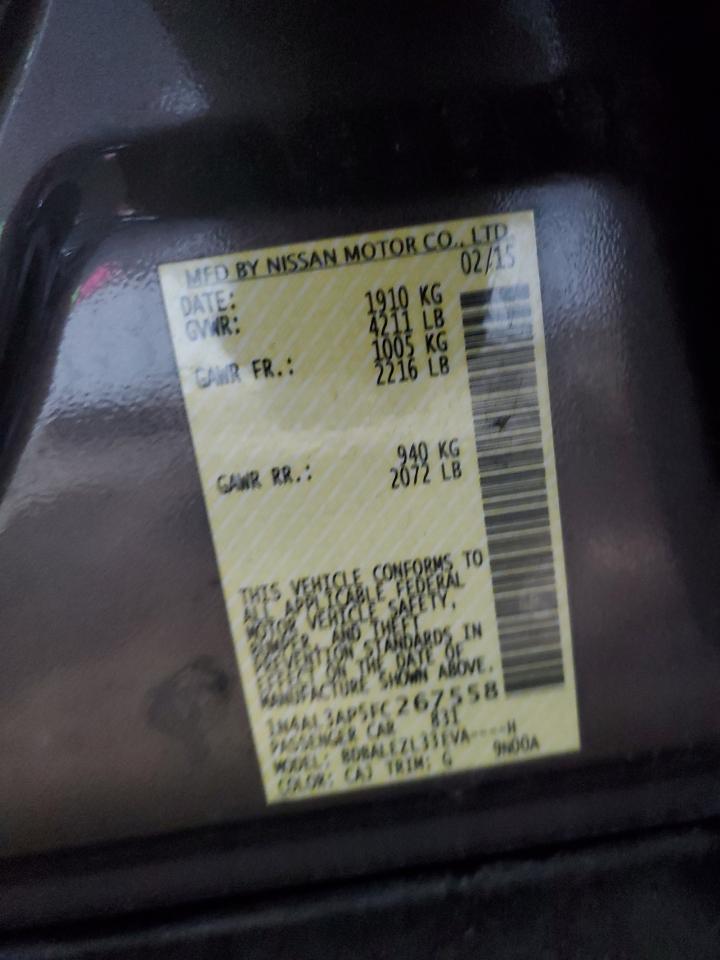 MFD BY NISSAN MOTOR CO., LTD.
DATE: 02/15
GVWR: 1910 KG
4211 LB
GAWR FR.: 1005 KG
2216 LB
GAWR RR.: 940 KG
2072 LB
THIS VEHICLE CONFORMS TO
ALL APPLICABLE FEDERAL
MOTOR VEHICLE SAFETY,
BUMPER, AND THEFT
PREVENTION STANDARDS IN
EFFECT ON THE DATE OF
MANUFACTURE SHOWN ABOVE.
1N4AL3AP5FC267558
PASSENGER CAR 831
MODEL: BDBALEZL33EVA----H
COLOR: CAJ TRIM: G 9N00A